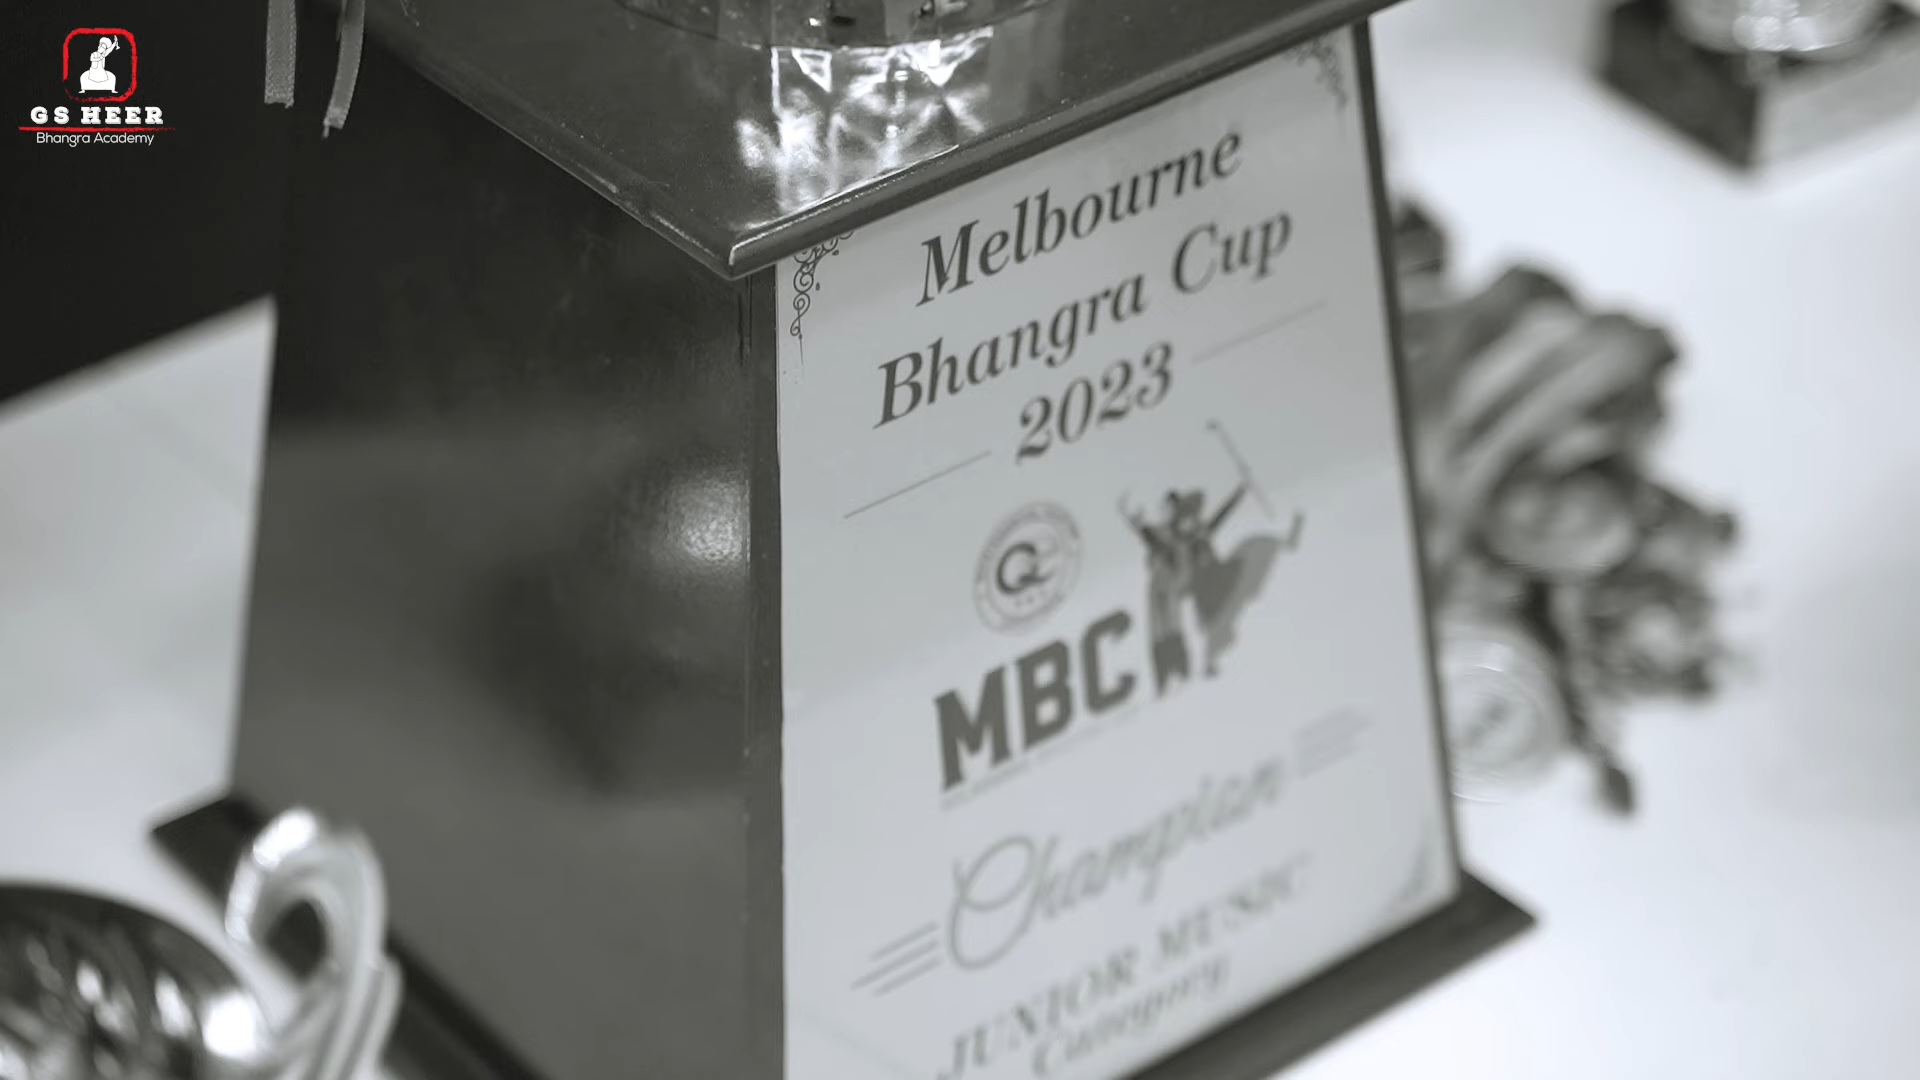 GS HEER
Bhangra Academy
Melbourne
Bhangra Cup
2023
MBC
Champion
JUNIOR MUSIC
Category